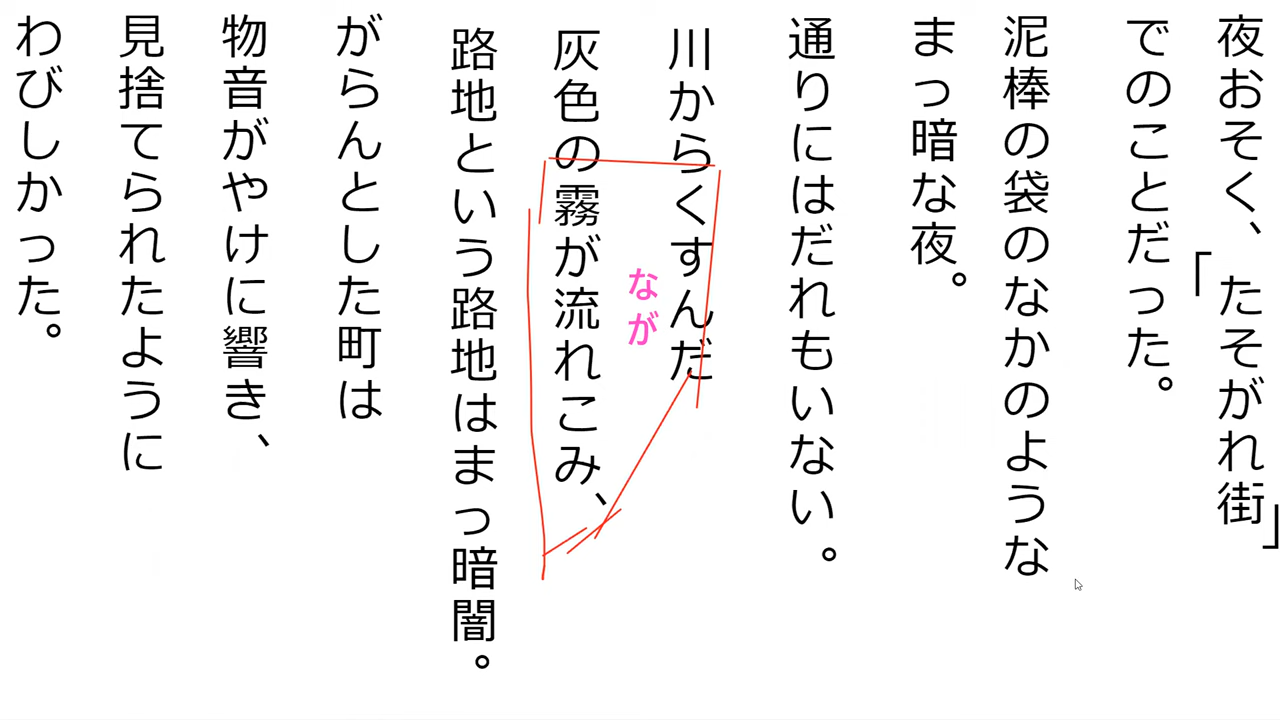 夜おそく、「たそがれ街」
でのことだった。
泥棒の袋のなかのような
まっ暗な夜。
通りにはだれもいない。
川からくすんだ
灰色の霧が流れこみ、
なが
路地という路地はまっ暗闇。
がらんとした町は
物音がやけに響き、
見捨てられたように
わびしかった。